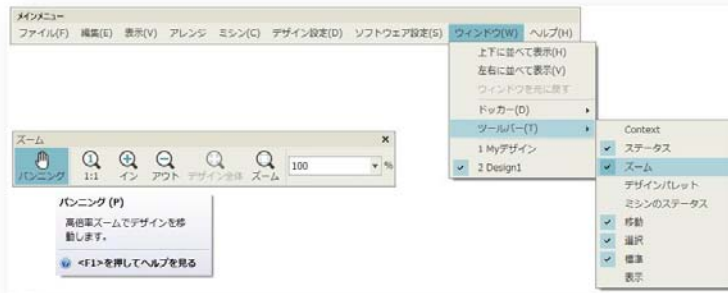 メインメニュー
ファイル(F) 編集(E) 表示(V) アレンジ ミシン(C) デザイン設定(D) ソフトウェア設定(S) ウィンドウ(W) ヘルプ(H)
上下に並べて表示(H)
左右に並べて表示(V)
ウィンドウを元に戻す
ドッカー(D)
ツールバー(T)
1 Myデザイン
2 Design1
Context
ステータス
ズーム
デザインパレット
ミシンのステータス
移動
選択
標準
表示
ズーム
パンニング 1:1 イン アウト デザイン全体 ズーム 100 %
パンニング (P)
高倍率ズームでデザインを移
動します。
<F1>を押してヘルプを見る